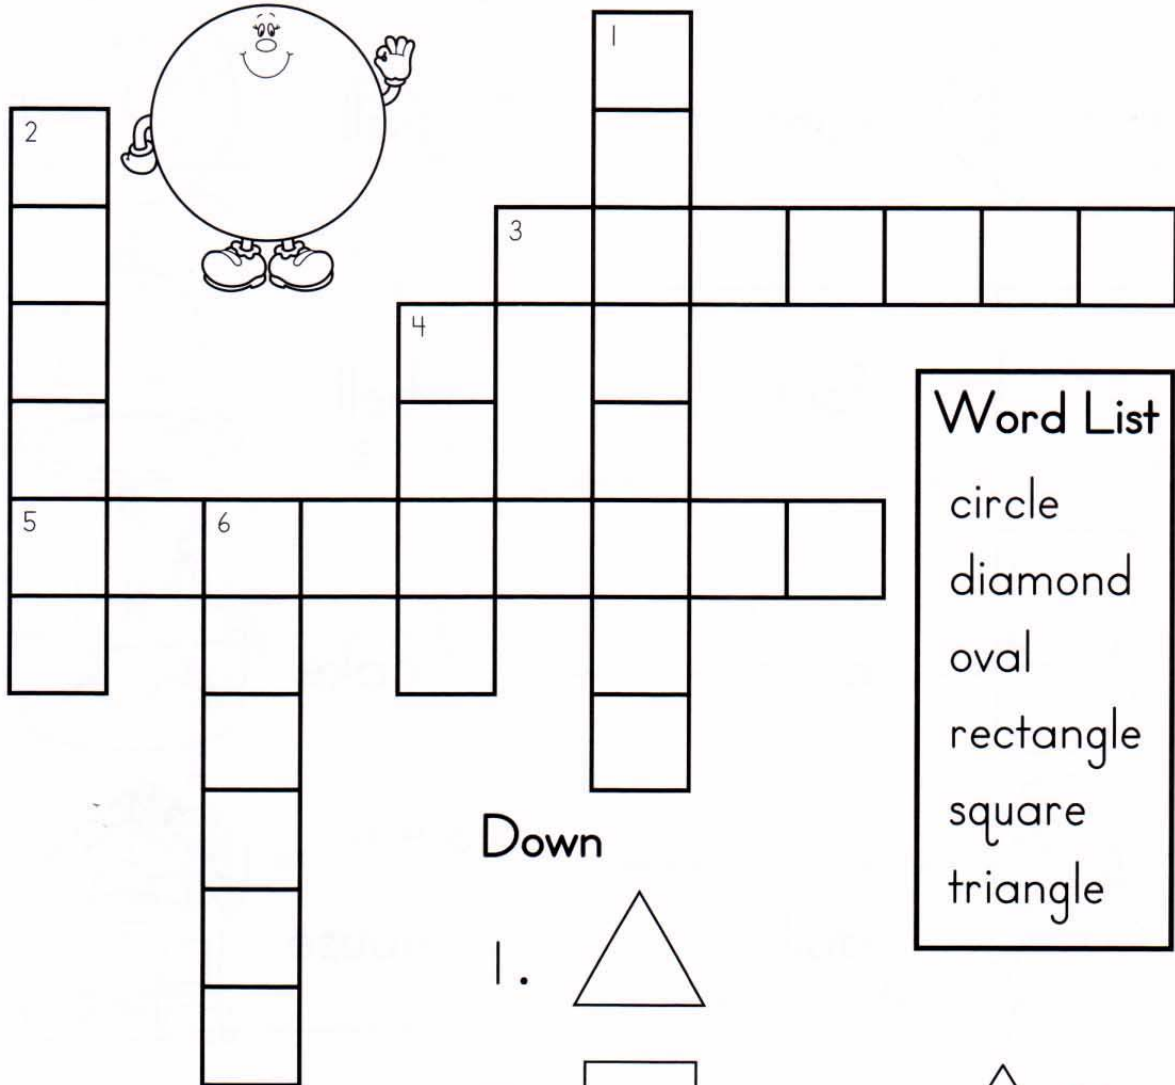 1
2
3
4
5 6
Word List
circle
diamond
oval
rectangle
square
triangle
Down
1.